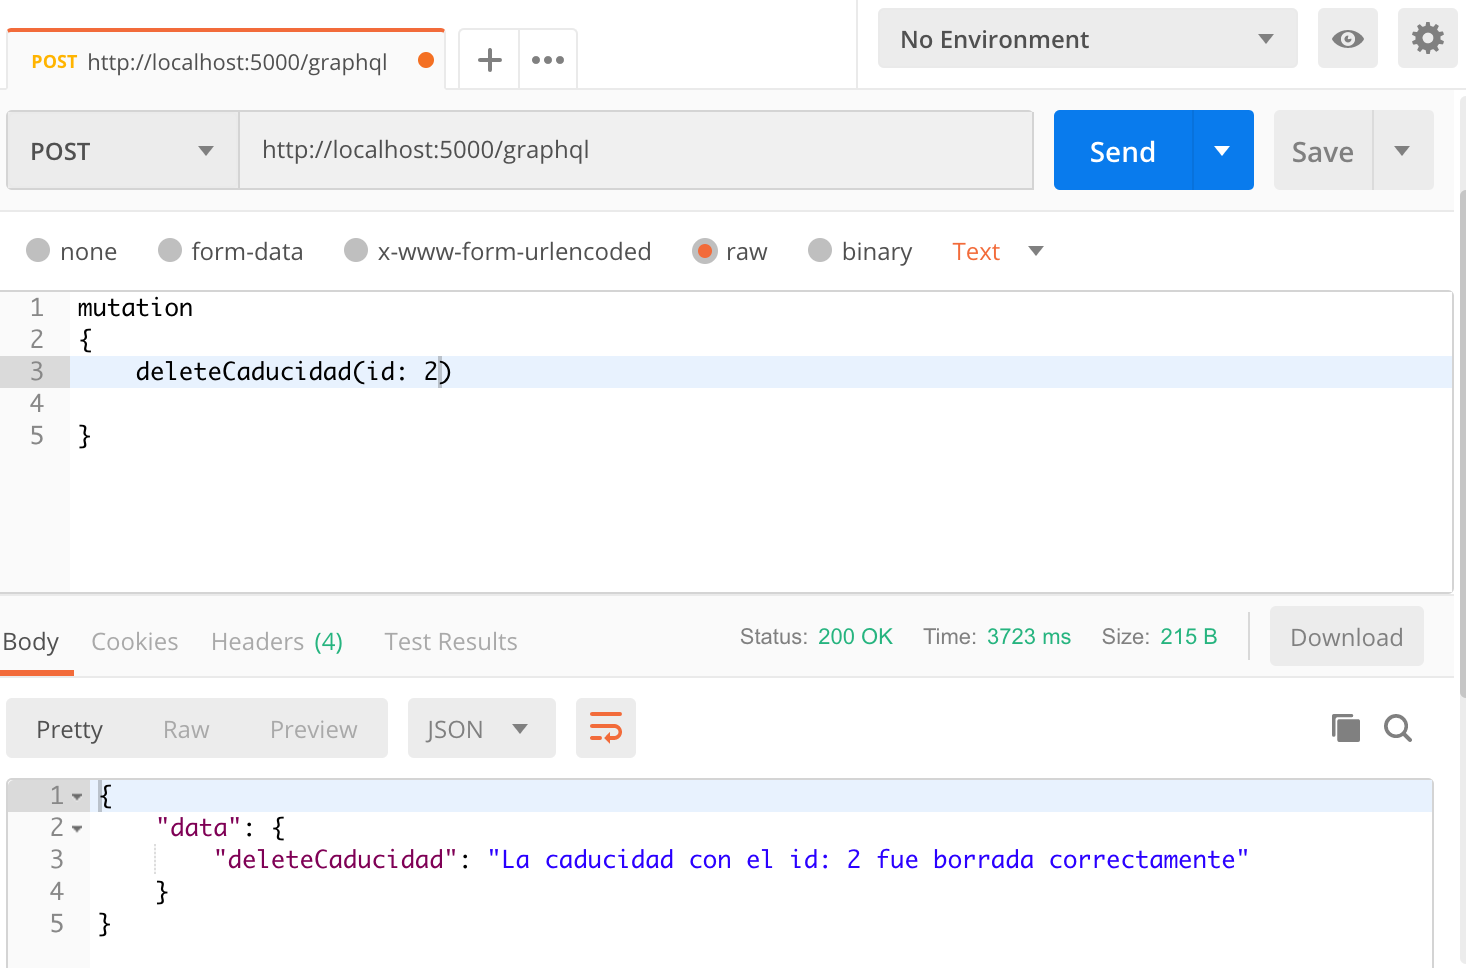 POST http://localhost:5000/graphql
No Environment
POST http://localhost:5000/graphql Send Save
none form-data x-www-form-urlencoded raw binary Text
1 mutation
2 {
3 deleteCaducidad(id: 2)
4
5 }
Body Cookies Headers (4) Test Results Status: 200 OK Time: 3723 ms Size: 215 B Download
Pretty Raw Preview JSON
1 {
2 "data": {
3 "deleteCaducidad": "La caducidad con el id: 2 fue borrada correctamente"
4 }
5 }